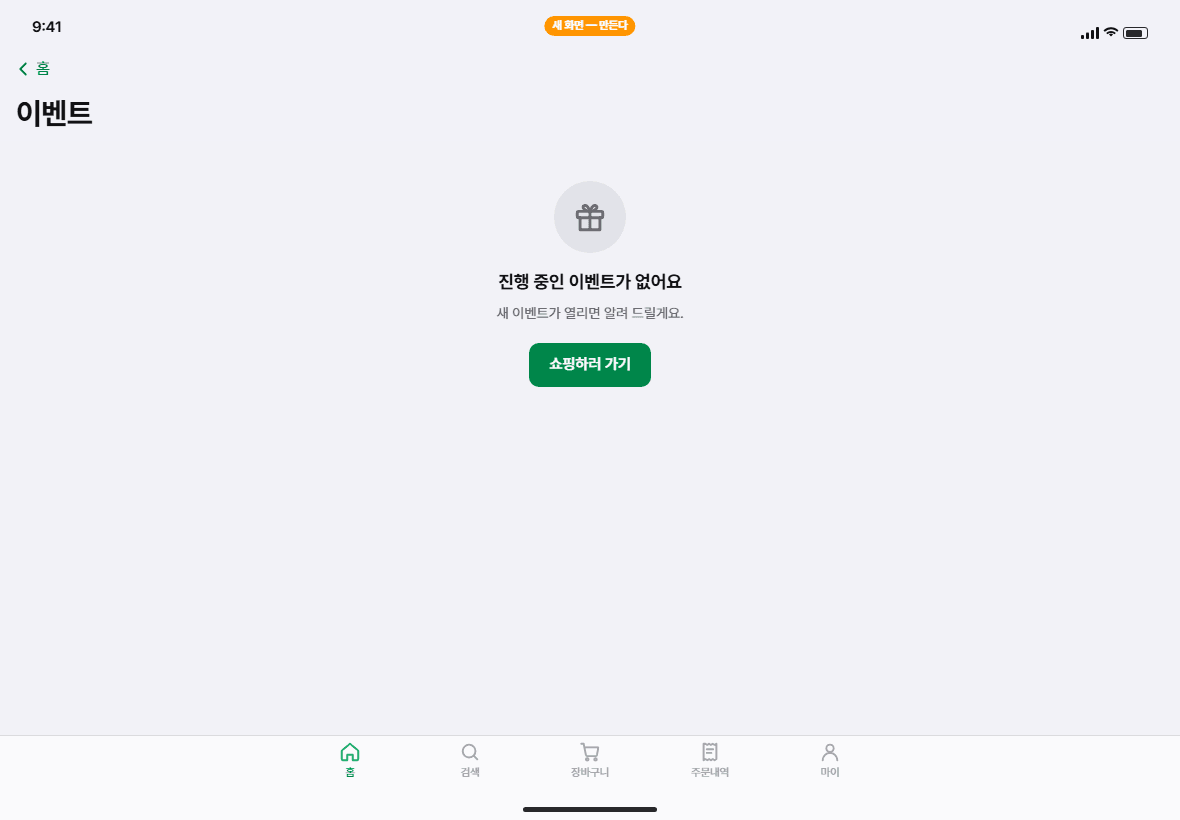 9:41
새 화면 — 만든다
홈
이벤트
진행 중인 이벤트가 없어요
새 이벤트가 열리면 알려 드릴게요.
쇼핑하러 가기
홈
검색
장바구니
주문내역
마이